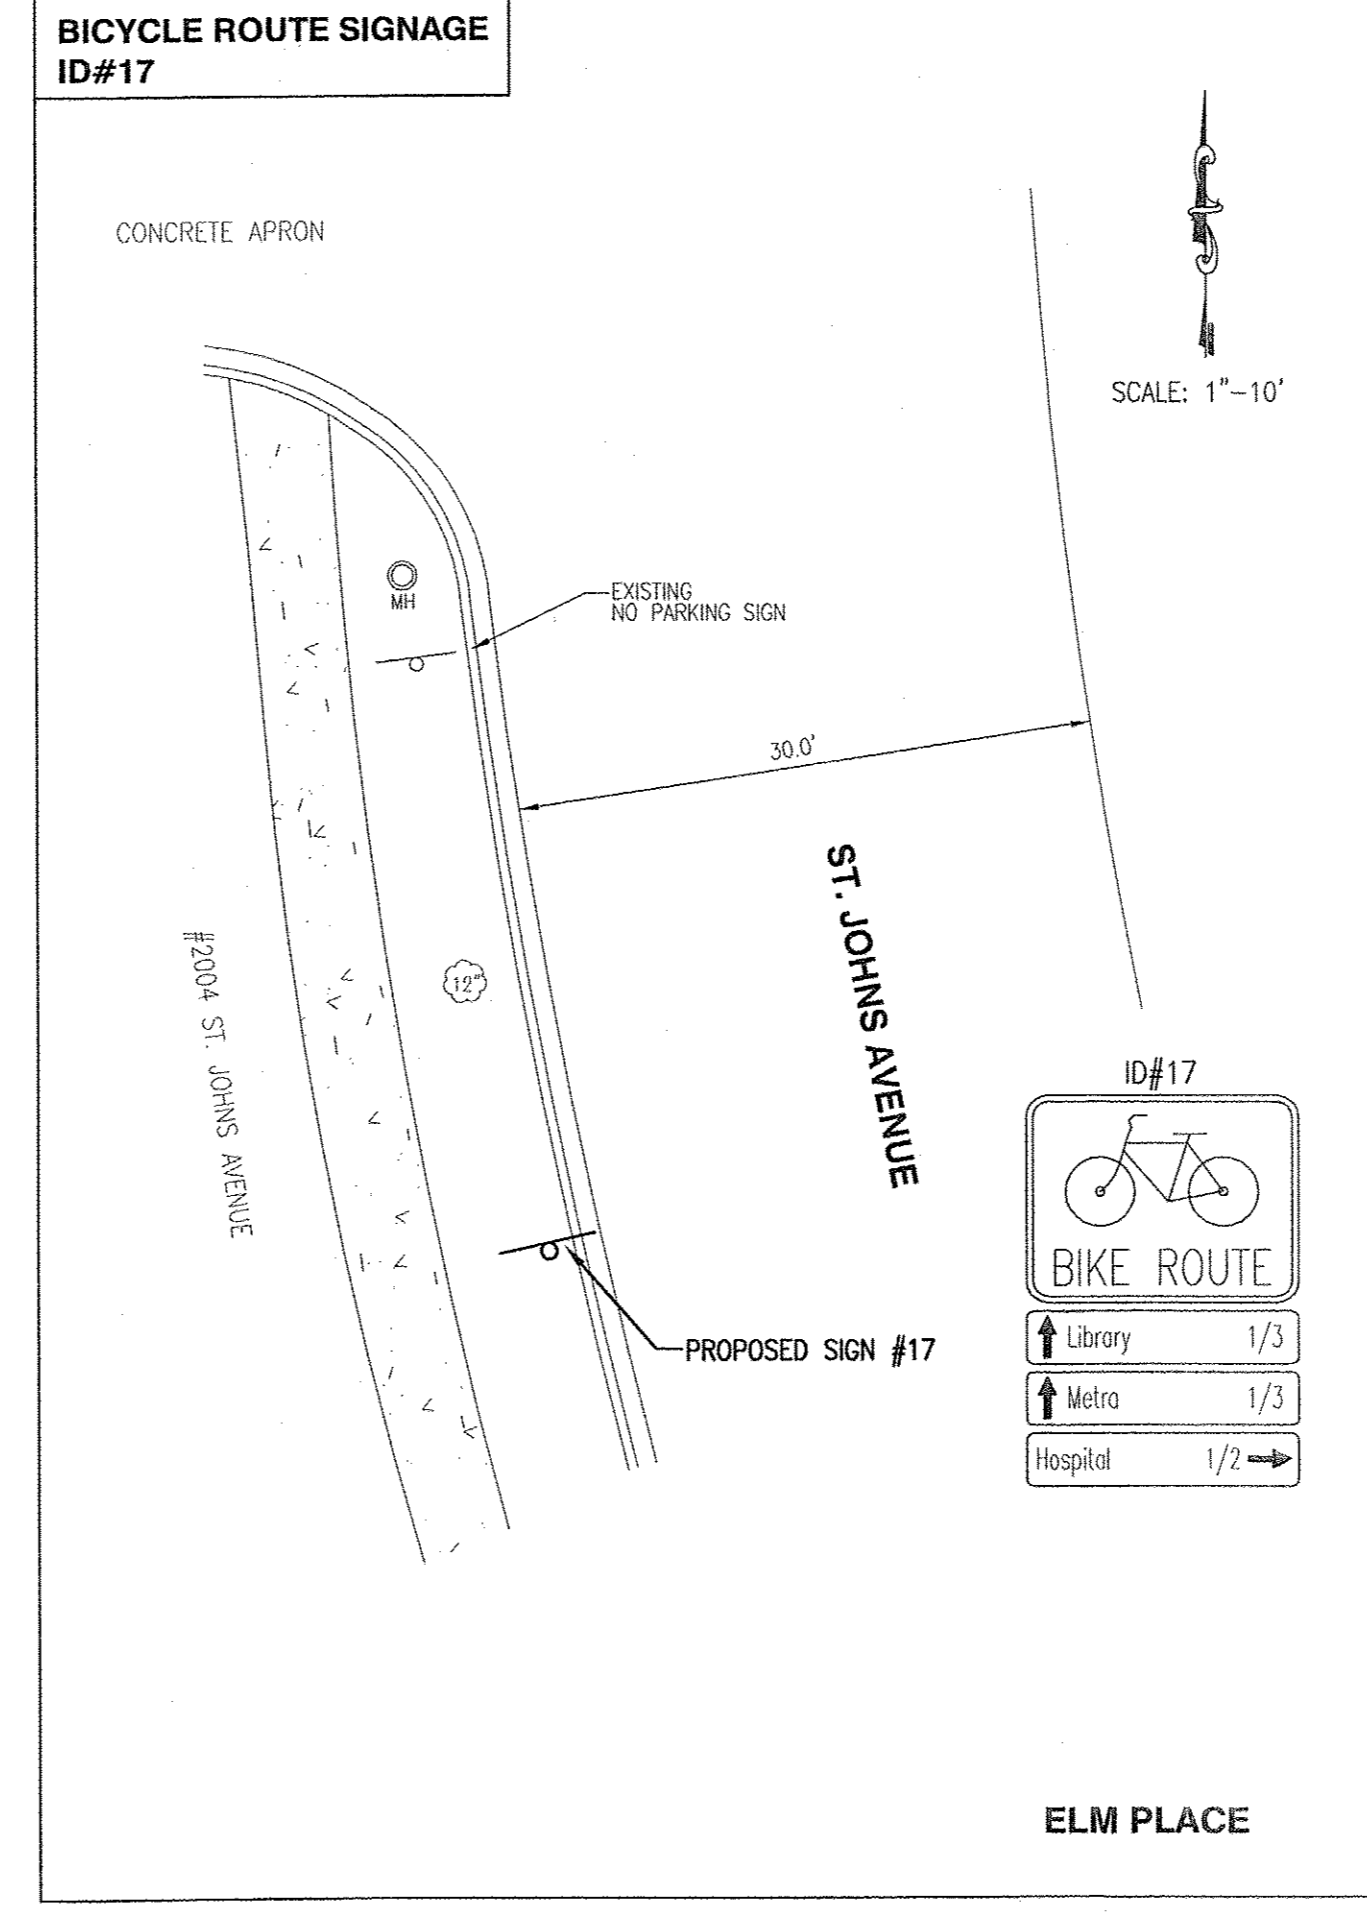 BICYCLE ROUTE SIGNAGE
ID#17
CONCRETE APRON
SCALE: 1"-10'
MH
EXISTING
NO PARKING SIGN
30.0'
ST. JOHNS AVENUE
#2004 ST. JOHNS AVENUE
12"
PROPOSED SIGN #17
ID#17
BIKE ROUTE
Library 1/3
Metra 1/3
Hospital 1/2
ELM PLACE